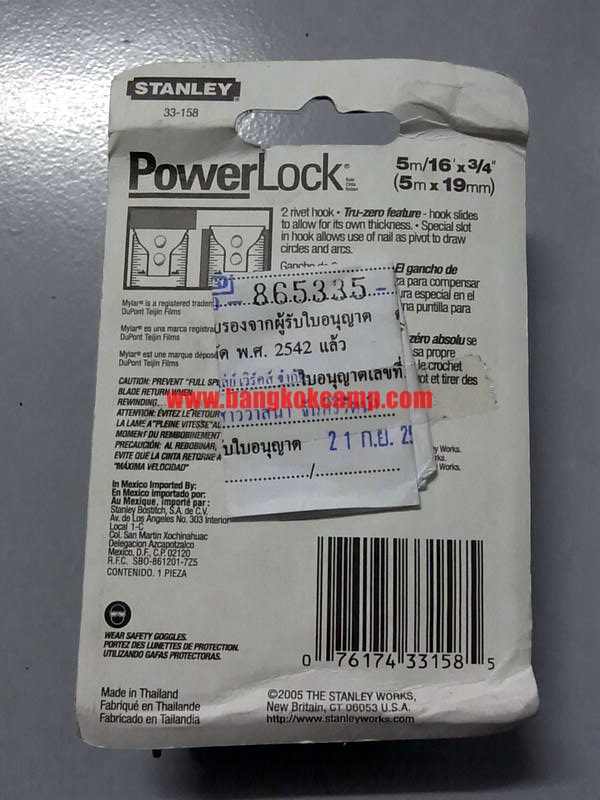 STANLEY
33-158
PowerLock®
5m/16' x 3/4"
(5m x 19mm)
2 rivet hook • Tru-zero feature - hook slides
to allow for its own thickness. • Special slot
in hook allows use of nail as pivot to draw
circles and arcs.
Gancho de
El gancho de
para compensar
ura especial en el
na puntilla para
zéro absolu se
sa propre
le crochet
pivot et tirer des
Works.
Works.
Mylar® is a registered
DuPont Teijin Films
Mylar® es una marca
DuPont Teijin Films
Mylar® est une marque
DuPont Teijin Films
865335
บรองจากผู้รับใบอนุญาต
พ.ศ. 2542 แล้ว
ใบอนุญาตเลขที่
บใบอนุญาต 21 ก.ย.
/
www.bangkokcamp.com
CAUTION: PREVENT "FULL
BLADE RETURN WHEN
REWINDING.
ATTENTION: ÉVITEZ LE RETOUR
LA LAME A"PLEINE VITESSE"
MOMENT DU REMBOBINEMENT
PRECAUCIÓN: AL REBOBINAR,
EVITE QUE LA CINTA RETORNE A
"MÁXIMA VELOCIDAD"
In Mexico Imported By:
En Mexico importado por:
Au Mexique, importé par :
Stanley Bostitch, S.A. de C.V.
Av. de Los Angeles No. 303 Interior
Local 1-C
Col. San Martin Xochinahuac
Delegacion Azcapotzalco
Mexico, D.F., C.P. 02120
R.F.C. SBO-861201-7Z5
CONTENIDO: 1 PIEZA
WEAR SAFETY GOGGLES.
PORTEZ DES LUNETTES DE PROTECTION.
UTILIZANDO GAFAS PROTECTORAS.
0 76174 33158 5
Made in Thailand
Fabriqué en Thaïlande
Fabricado en Tailandia
©2005 THE STANLEY WORKS,
New Britain, CT 06053 U.S.A.
http://www.stanleyworks.com